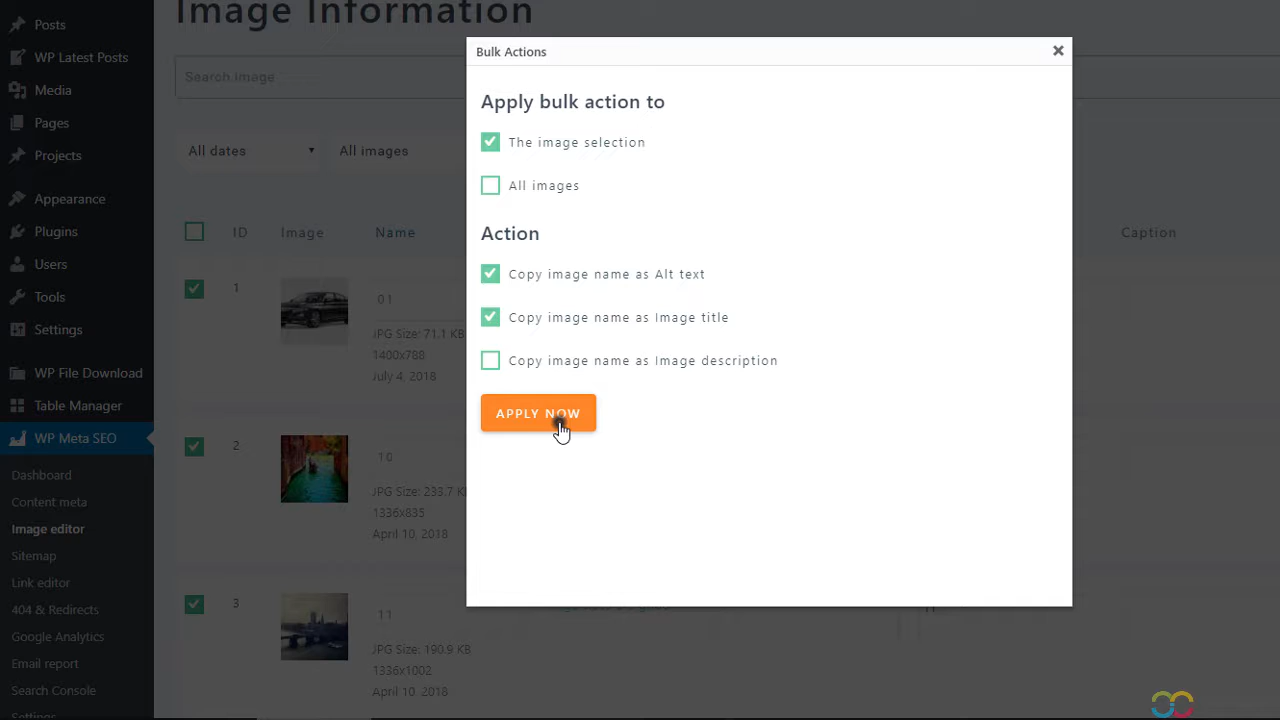 Image Information
Posts
WP Latest Posts
Media
Pages
Projects
Appearance
Plugins
Users
Tools
Settings
WP File Download
Table Manager
WP Meta SEO
Dashboard
Content meta
Image editor
Sitemap
Link editor
404 & Redirects
Google Analytics
Email report
Search Console
Settings
Search image
All dates
All images
ID
Image
Name
Caption
1
01
JPG Size: 71.1 KB
1400x788
July 4, 2018
2
10
JPG Size: 233.7 KB
1336x835
April 10, 2018
3
11
JPG Size: 190.9 KB
1336x1002
April 10, 2018
Bulk Actions
Apply bulk action to
The image selection
All images
Action
Copy image name as Alt text
Copy image name as Image title
Copy image name as Image description
APPLY NOW